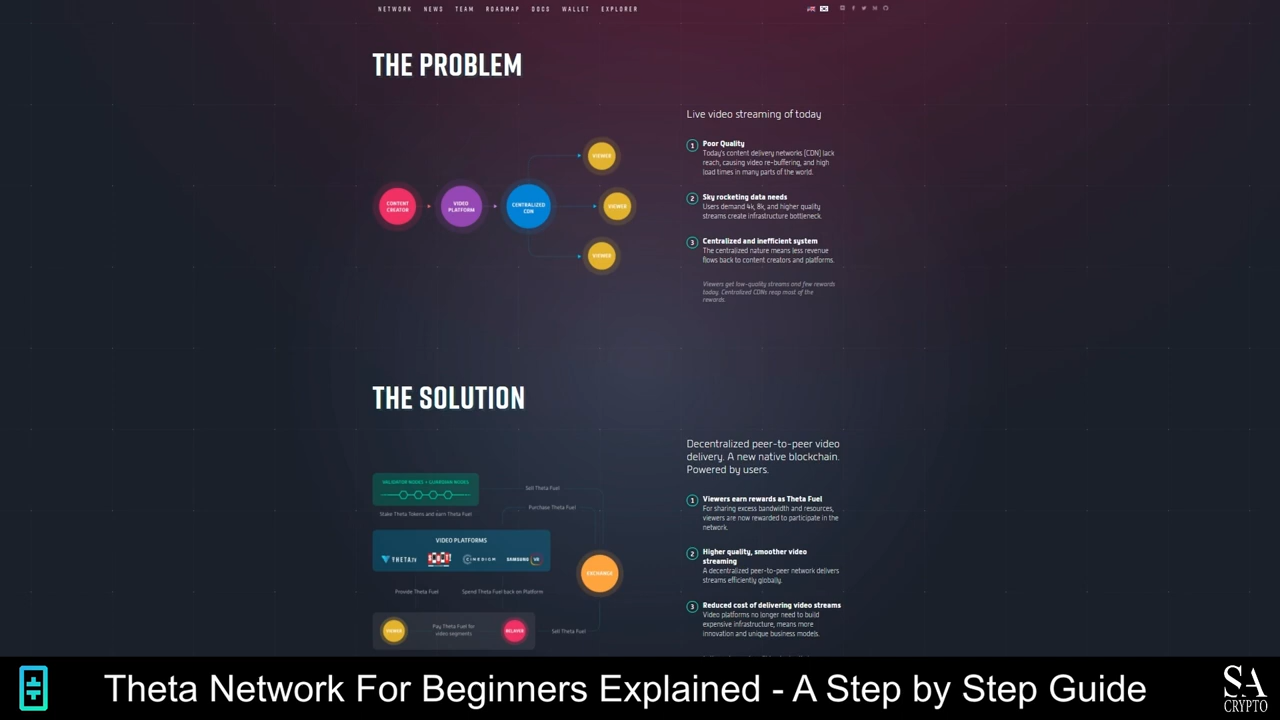 NETWORK NEWS TEAM ROADMAP DOCS WALLET EXPLORER
THE PROBLEM
Live video streaming of today
CONTENT
CREATOR
VIDEO
PLATFORM
CENTRALIZED
CDN
VIEWER
VIEWER
VIEWER
1 Poor Quality
Today's content delivery networks (CDN) lack
reach, causing video re-buffering, and high
load times in many parts of the world.
2 Sky rocketing data needs
Users demand 4k, 8k, and higher quality
streams create infrastructure bottleneck.
3 Centralized and inefficient system
The centralized nature means less revenue
flows back to content creators and platforms.
Viewers get low-quality streams and few rewards
today. Centralized CDNs reap most of the
rewards.
THE SOLUTION
VALIDATOR NODES + GUARDIAN NODES
Stake Theta Tokens and earn Theta Fuel
Sell Theta Fuel
Purchase Theta Fuel
VIDEO PLATFORMS
THETA.TV
CINEDIGM
SAMSUNG VR
EXCHANGE
Provide Theta Fuel
Spend Theta Fuel back on Platform
VIEWER
Pay Theta Fuel for
video segments
RELAYER
Sell Theta Fuel
Decentralized peer-to-peer video
delivery. A new native blockchain.
Powered by users.
1 Viewers earn rewards as Theta Fuel
For sharing excess bandwidth and resources,
viewers are now rewarded to participate in the
network.
2 Higher quality, smoother video
streaming
A decentralized peer-to-peer network delivers
streams efficiently globally.
3 Reduced cost of delivering video streams
Video platforms no longer need to build
expensive infrastructure, means more
innovation and unique business models.
Theta Network For Beginners Explained - A Step by Step Guide
SA
CRYPTO